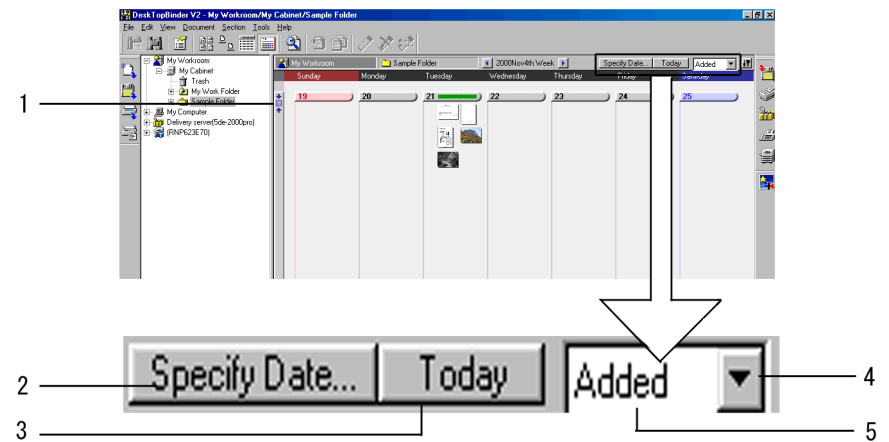 DeskTopBinder V2 - My Workroom/My Cabinet/Sample Folder
File Edit View Document Section Tools Help
My Workroom
My Cabinet
Trash
My Work Folder
Sample Folder
My Computer
Delivery server(5de-2000pro)
(RNP623E70)
My Workroom Sample Folder 2000Nov4th Week Specify Date... Today Added
Sunday Monday Tuesday Wednesday Thursday Friday Saturday
19 20 21 22 23 24 25
1
Specify Date... Today Added
2
3
4
5